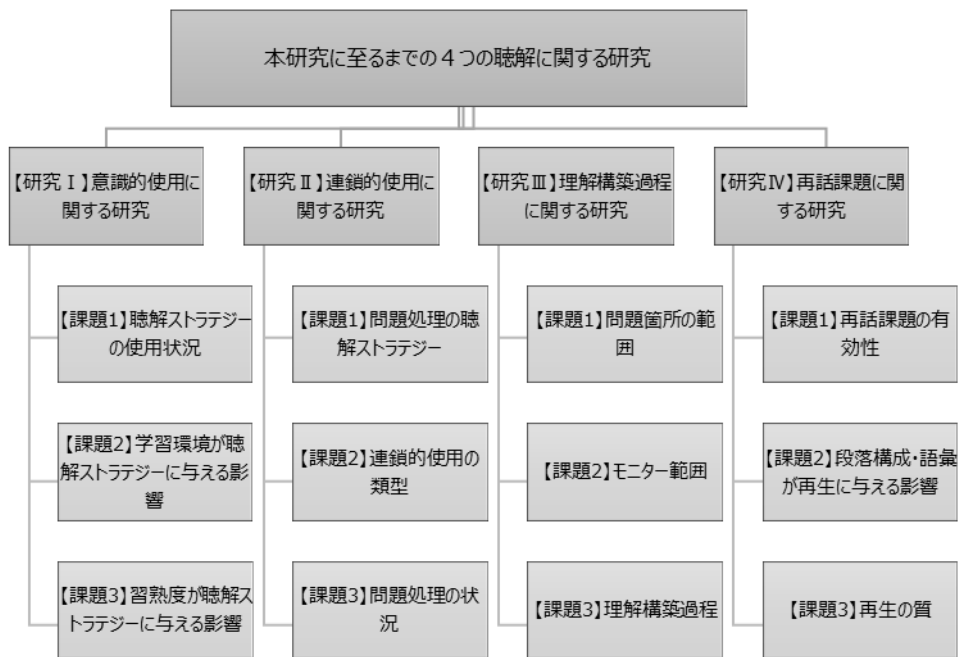 本研究に至るまでの４つの聴解に関する研究
【研究Ⅰ】意識的使用に
関する研究
【課題1】聴解ストラテジー
の使用状況
【課題2】学習環境が聴
解ストラテジーに与える影
響
【課題3】習熟度が聴解ス
トラテジーに与える影響
【研究Ⅱ】連鎖的使用に
関する研究
【課題1】問題処理の聴
解ストラテジー
【課題2】連鎖的使用の
類型
【課題3】問題処理の状
況
【研究Ⅲ】理解構築過程
に関する研究
【課題1】問題箇所の範
囲
【課題2】モニター範囲
【課題3】理解構築過程
【研究Ⅳ】再話課題に関
する研究
【課題1】再話課題の有
効性
【課題2】段落構成・語彙
が再生に与える影響
【課題3】再生の質